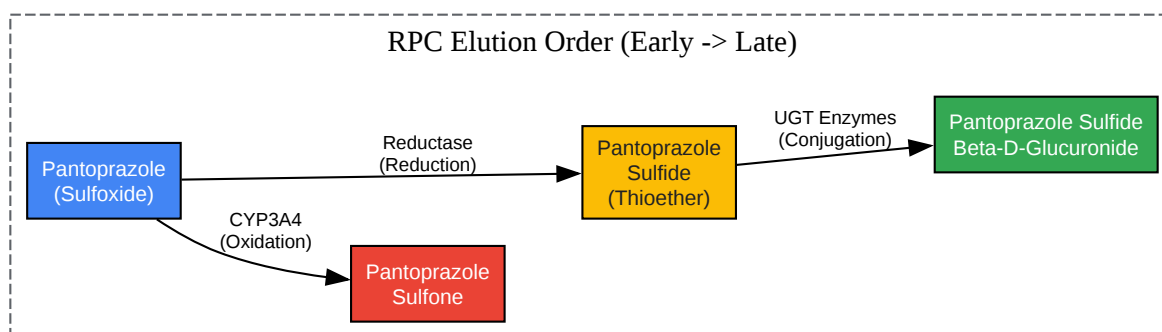 RPC Elution Order (Early -> Late)
Pantoprazole
(Sulfoxide)
Reductase
(Reduction)
CYP3A4
(Oxidation)
Pantoprazole
Sulfone
Pantoprazole
Sulfide
(Thioether)
UGT Enzymes
(Conjugation)
Pantoprazole Sulfide
Beta-D-Glucuronide